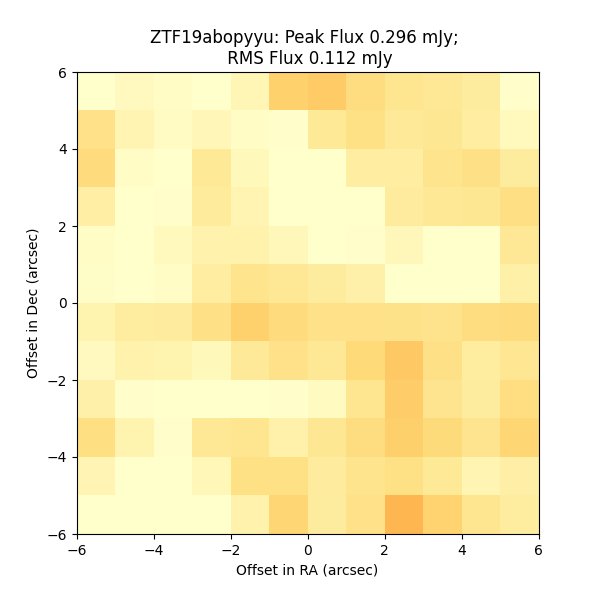 ZTF19abopyyu: Peak Flux 0.296 mJy;
RMS Flux 0.112 mJy
6
4
2
0
−2
−4
−6
Offset in Dec (arcsec)
−6 −4 −2 0 2 4 6
Offset in RA (arcsec)